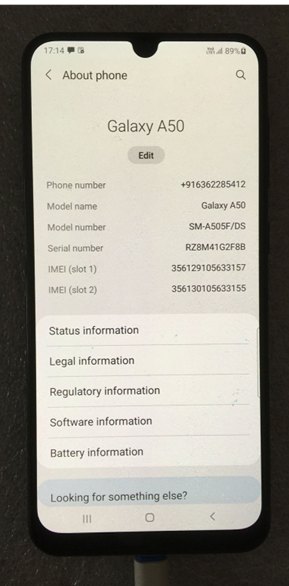 17:14 89%
About phone
Galaxy A50
Edit
Phone number +916362285412
Model name Galaxy A50
Model number SM-A505F/DS
Serial number RZ8M41G2F8B
IMEI (slot 1) 356129105633157
IMEI (slot 2) 356130105633155
Status information
Legal information
Regulatory information
Software information
Battery information
Looking for something else?